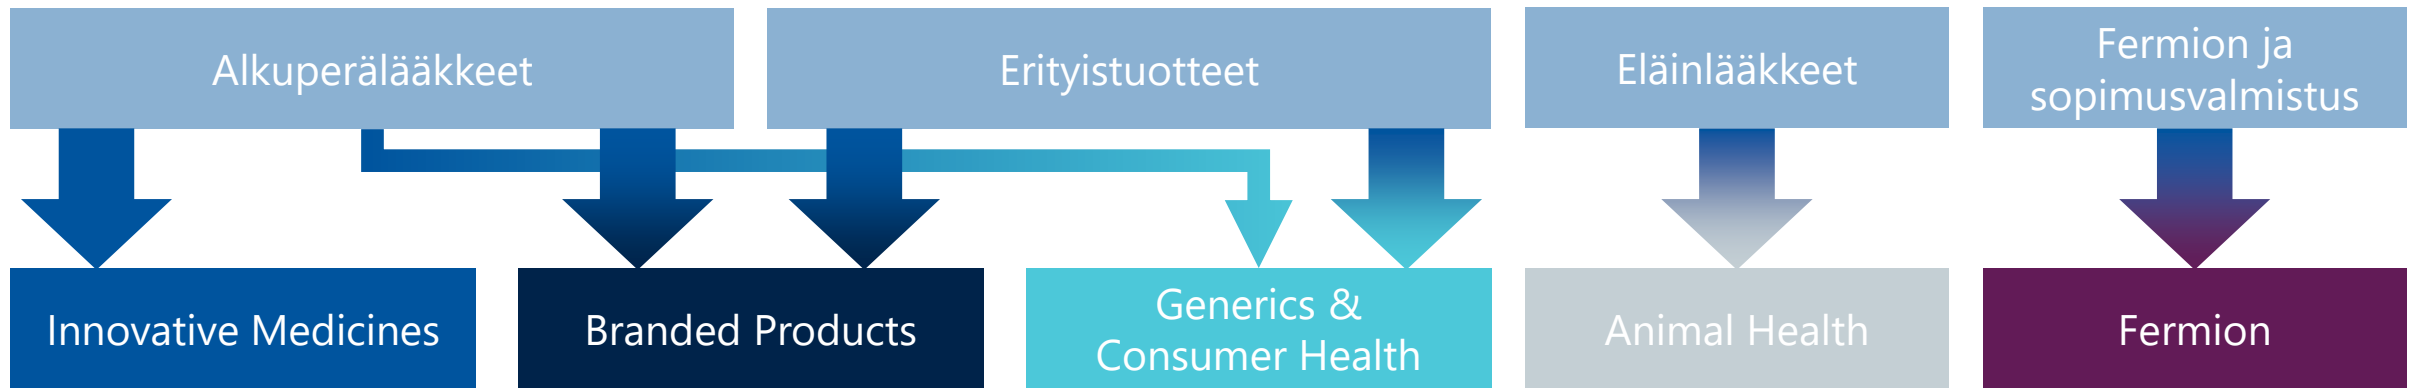 Alkuperälääkkeet
Erityistuotteet
Eläinlääkkeet
Fermion ja
sopimusvalmistus
Innovative Medicines
Branded Products
Generics &
Consumer Health
Animal Health
Fermion